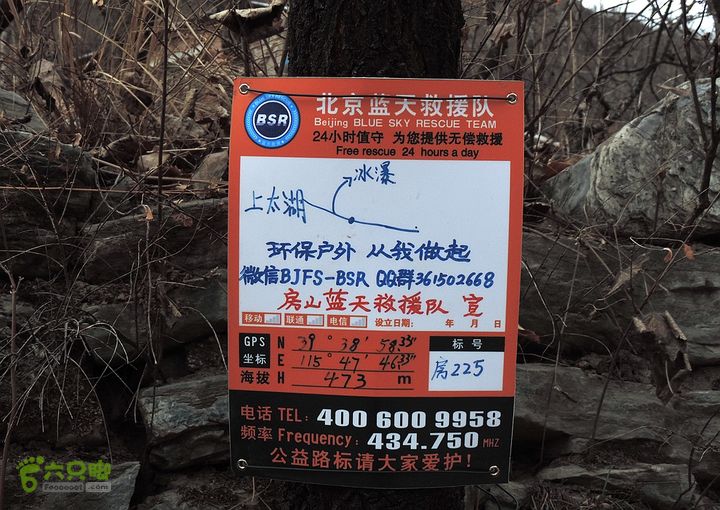 BSR
北京蓝天救援队
Beijing BLUE SKY RESCUE TEAM
24小时值守 为您提供无偿救援
Free rescue 24 hours a day
冰瀑
上太湖
环保户外 从我做起
微信BJFS-BSR QQ群361502668
房山蓝天救援队 宣
移动 联通 电信 设立日期: 年 月 日
GPS 坐标 N 39° 38' 58.33"
E 115° 47' 46.33"
海拔 H 473 m
标号
房225
电话 TEL: 400 600 9958
频率 Frequency: 434.750 MHZ
公益路标请大家爱护!
六只脚
Foooooot .com